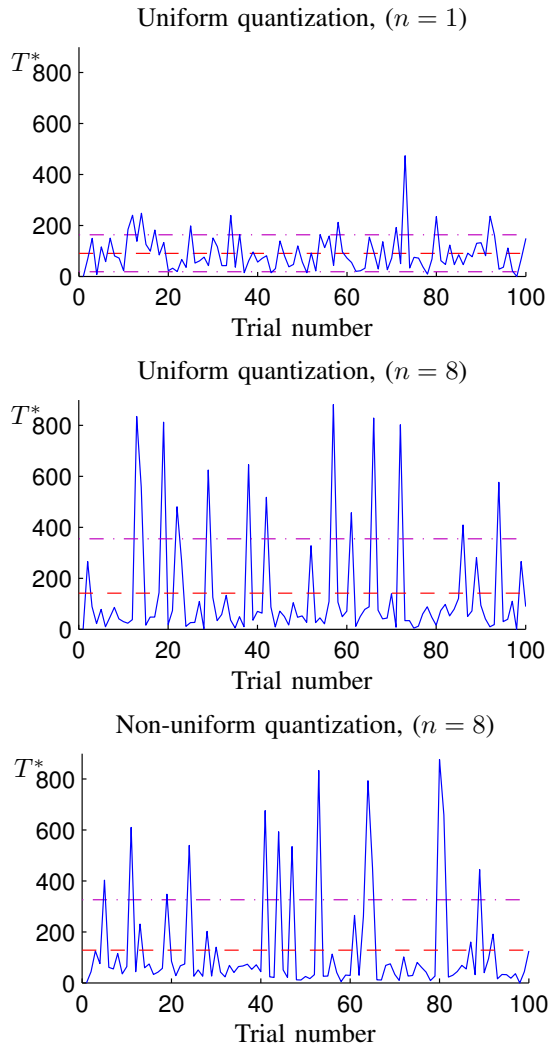 Uniform quantization, (n = 1)
T*
800
600
400
200
0
0 20 40 60 80 100
Trial number
Uniform quantization, (n = 8)
T*
800
600
400
200
0
0 20 40 60 80 100
Trial number
Non-uniform quantization, (n = 8)
T*
800
600
400
200
0
0 20 40 60 80 100
Trial number